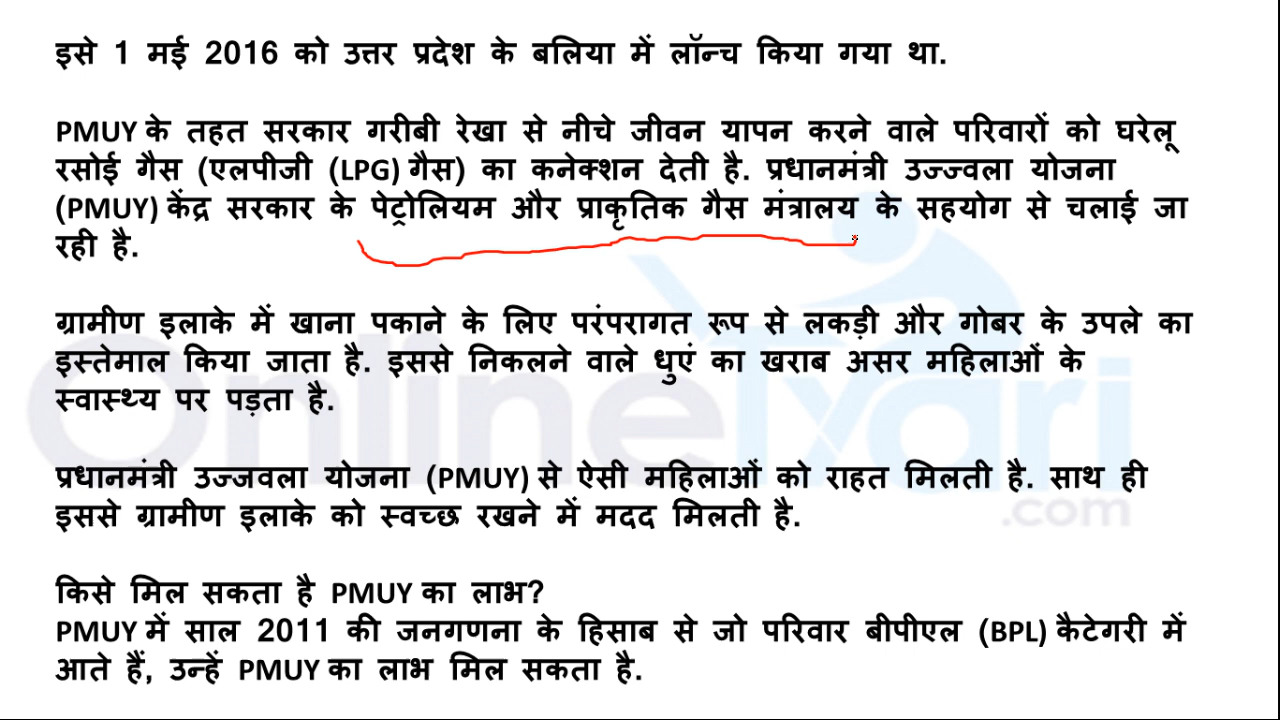 इसे 1 मई 2016 को उत्तर प्रदेश के बलिया में लॉन्च किया गया था.
PMUY के तहत सरकार गरीबी रेखा से नीचे जीवन यापन करने वाले परिवारों को घरेलू
रसोई गैस (एलपीजी (LPG) गैस) का कनेक्शन देती है. प्रधानमंत्री उज्ज्वला योजना
(PMUY) केंद्र सरकार के पेट्रोलियम और प्राकृतिक गैस मंत्रालय के सहयोग से चलाई जा
रही है.
ग्रामीण इलाके में खाना पकाने के लिए परंपरागत रूप से लकड़ी और गोबर के उपले का
इस्तेमाल किया जाता है. इससे निकलने वाले धुएं का खराब असर महिलाओं के
स्वास्थ्य पर पड़ता है.
प्रधानमंत्री उज्जवला योजना (PMUY) से ऐसी महिलाओं को राहत मिलती है. साथ ही
इससे ग्रामीण इलाके को स्वच्छ रखने में मदद मिलती है.
किसे मिल सकता है PMUY का लाभ?
PMUY में साल 2011 की जनगणना के हिसाब से जो परिवार बीपीएल (BPL) कैटेगरी में
आते हैं, उन्हें PMUY का लाभ मिल सकता है.
OnlineTyari
.com